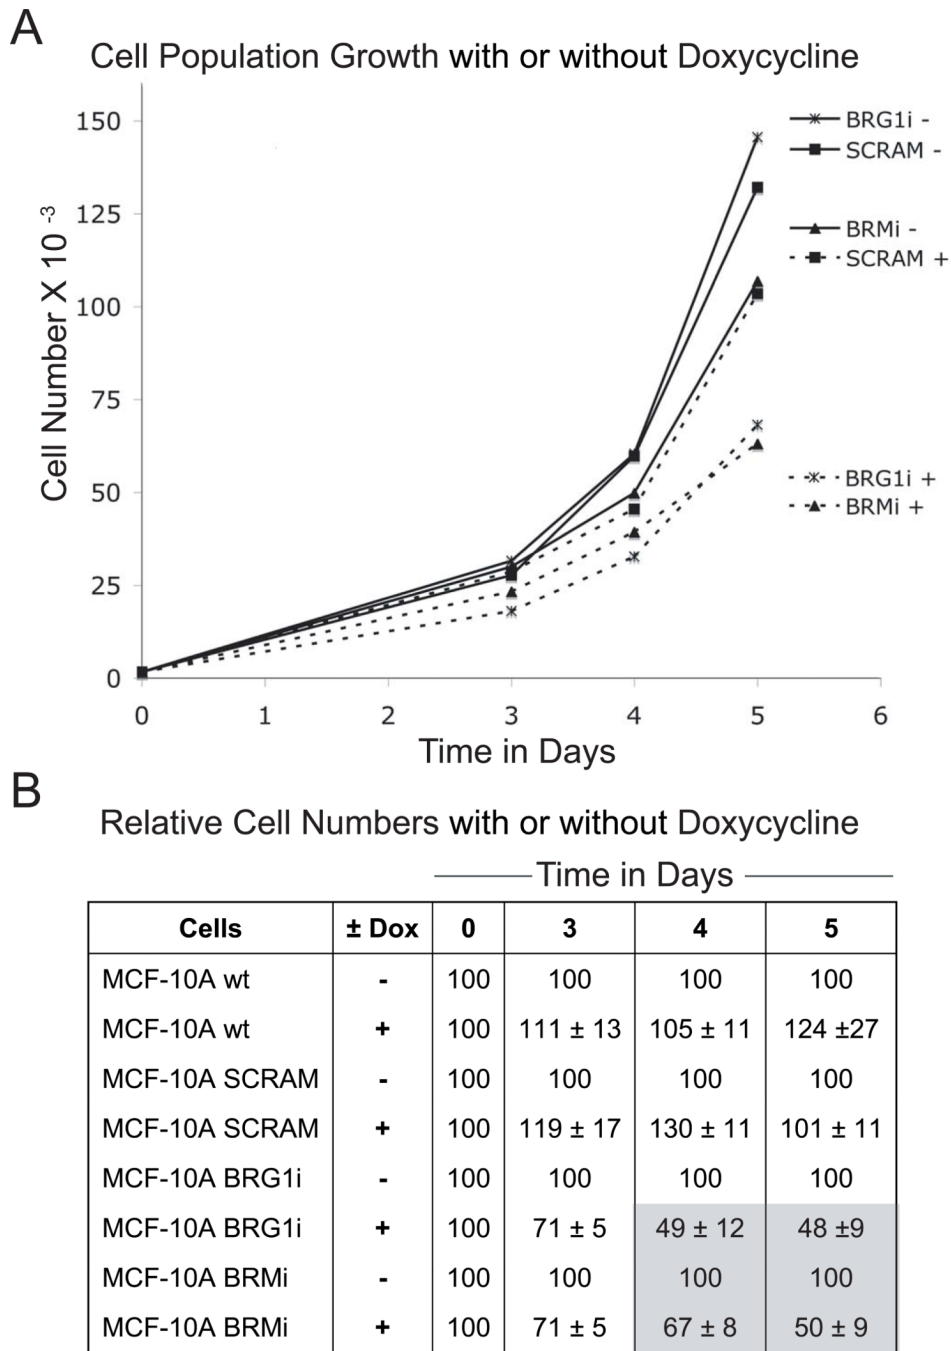 A
Cell Population Growth with or without Doxycycline
Cell Number X 10 -3
150
125
100
75
50
25
0
BRG1i -
SCRAM -
BRMi -
SCRAM +
BRG1i +
BRMi +
0 1 2 3 4 5 6
Time in Days
B
Relative Cell Numbers with or without Doxycycline
Time in Days
Cells ± Dox 0 3 4 5
MCF-10A wt - 100 100 100 100
MCF-10A wt + 100 111 ± 13 105 ± 11 124 ±27
MCF-10A SCRAM - 100 100 100 100
MCF-10A SCRAM + 100 119 ± 17 130 ± 11 101 ± 11
MCF-10A BRG1i - 100 100 100 100
MCF-10A BRG1i + 100 71 ± 5 49 ± 12 48 ±9
MCF-10A BRMi - 100 100 100 100
MCF-10A BRMi + 100 71 ± 5 67 ± 8 50 ± 9